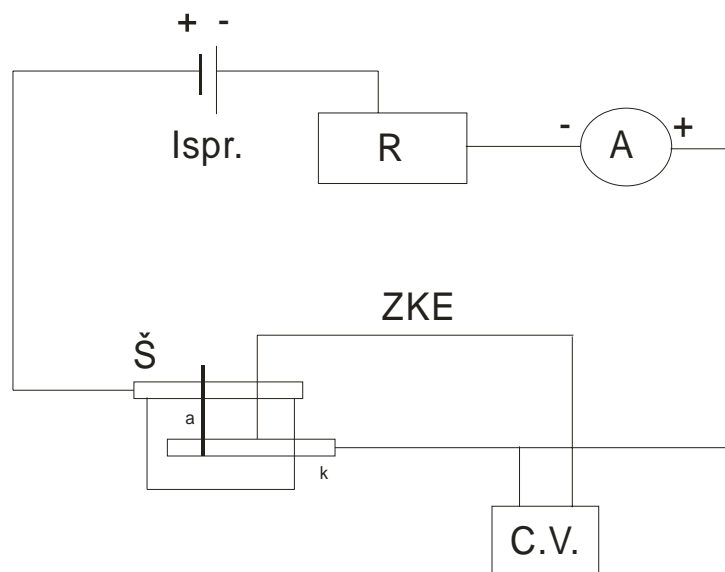 + -
Ispr.
R
- A +
ZKE
Š
a
k
C.V.